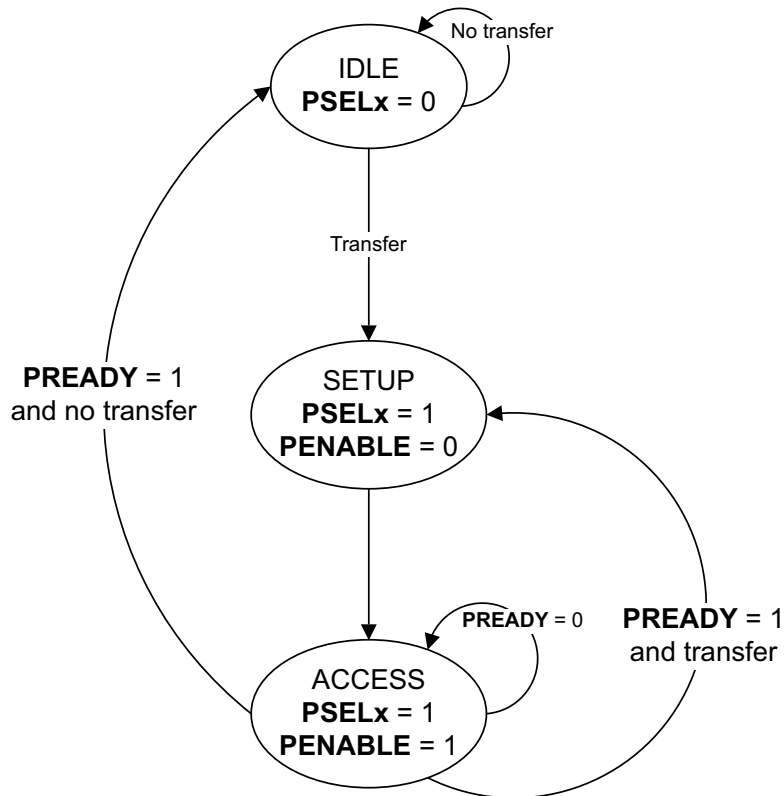 No transfer
IDLE
PSELx = 0
Transfer
PREADY = 1
and no transfer
SETUP
PSELx = 1
PENABLE = 0
PREADY = 0
PREADY = 1
and transfer
ACCESS
PSELx = 1
PENABLE = 1